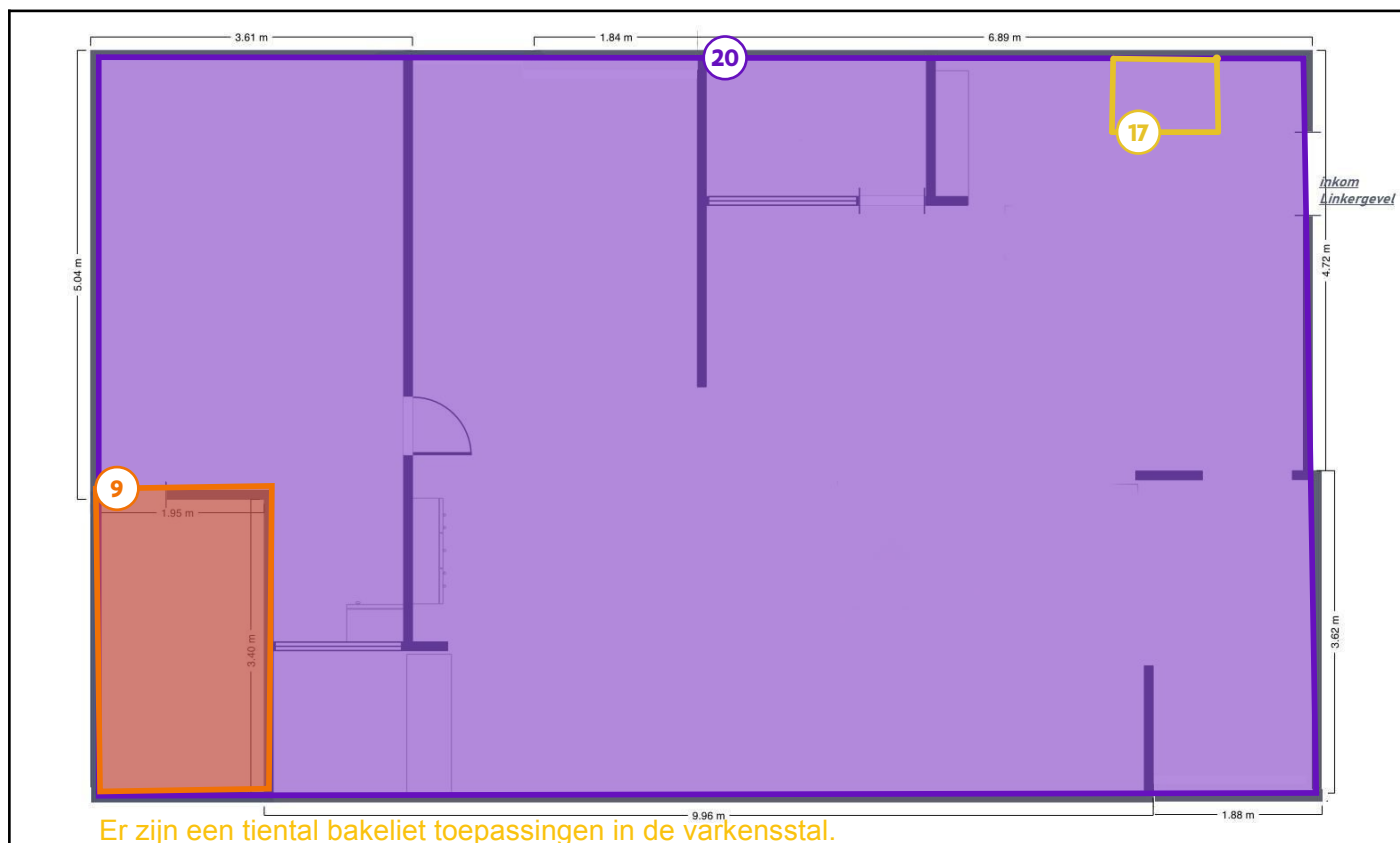 3.61 m
1.84 m
6.89 m
20
17
inkom
Linkergevel
5.04 m
4.72 m
9
1.95 m
3.40 m
3.62 m
9.96 m
1.88 m
Er zijn een tiental bakeliet toepassingen in de varkensstal.